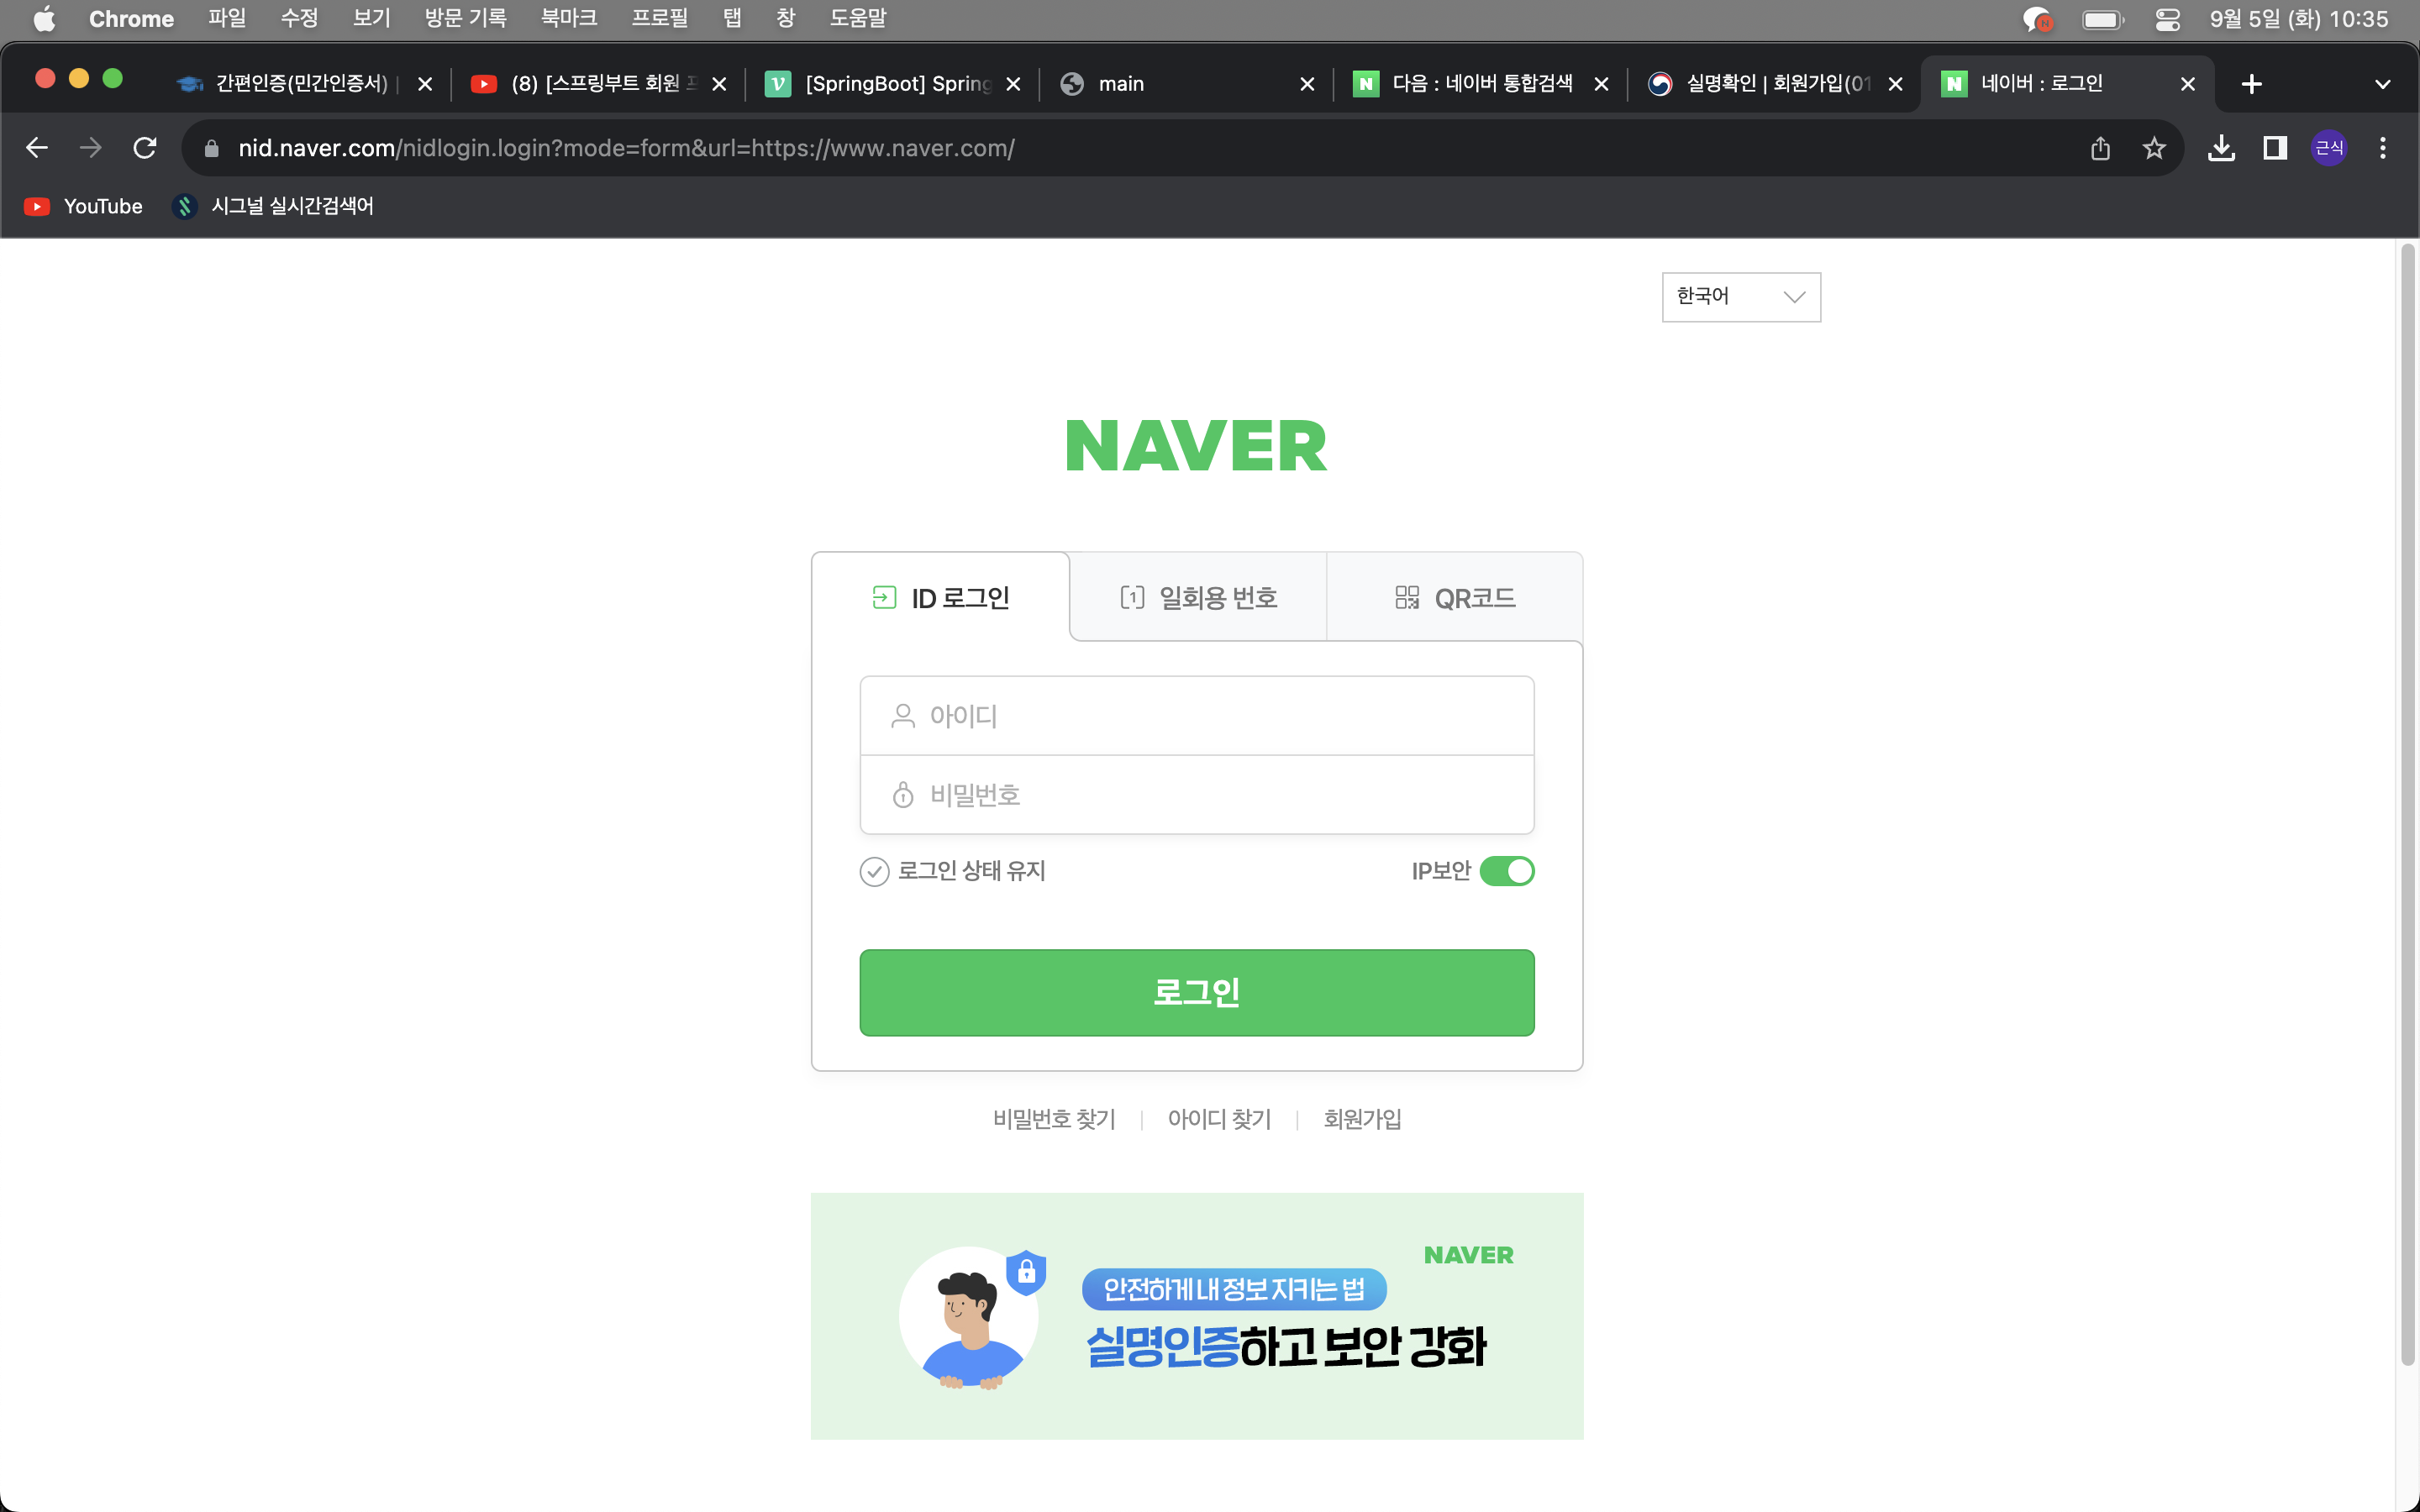 Chrome 파일 수정 보기 방문 기록 북마크 프로필 탭 창 도움말 9월 5일 (화) 10:35
간편인증(민간인증서) | (8) [스프링부트 회원 [SpringBoot] Spring main 다음 : 네이버 통합검색 실명확인 | 회원가입(01 네이버 : 로그인
nid.naver.com/nidlogin.login?mode=form&url=https://www.naver.com/ 근식
YouTube 시그널 실시간검색어
한국어
NAVER
ID 로그인 1 일회용 번호 QR코드
아이디
비밀번호
로그인 상태 유지 IP보안
로그인
비밀번호 찾기 | 아이디 찾기 | 회원가입
NAVER
안전하게 내 정보 지키는 법
실명인증하고 보안 강화